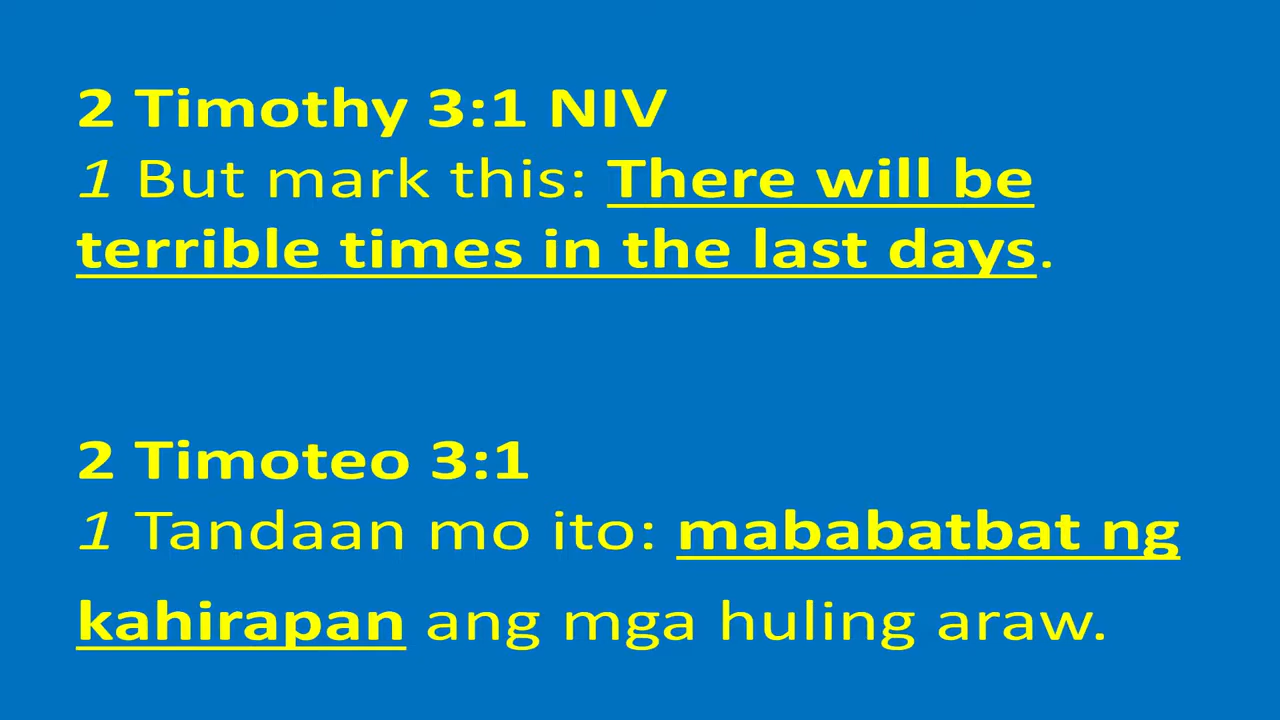 2 Timothy 3:1 NIV
1 But mark this: There will be
terrible times in the last days.
2 Timoteo 3:1
1 Tandaan mo ito: mababatbat ng
kahirapan ang mga huling araw.